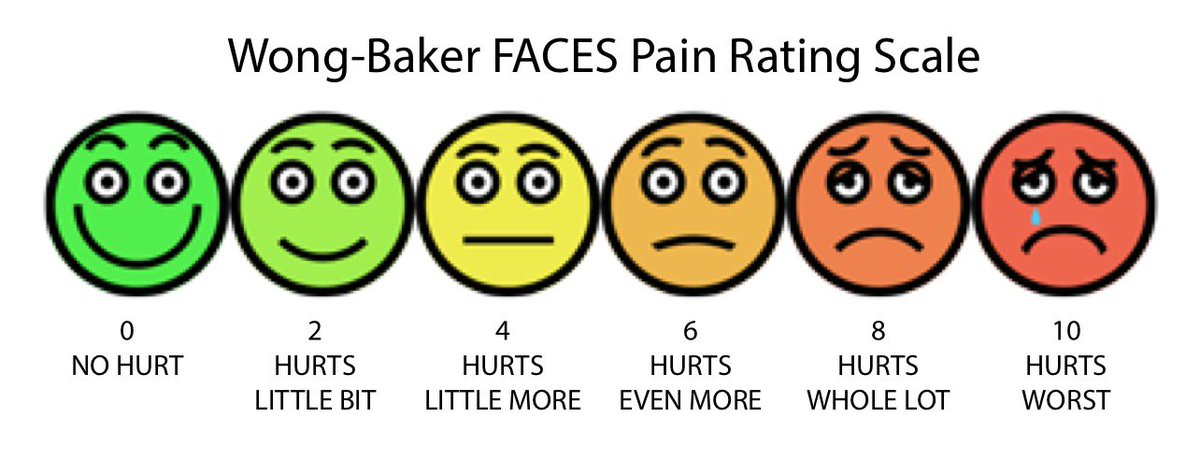 Wong-Baker FACES Pain Rating Scale
0
NO HURT
2
HURTS
LITTLE BIT
4
HURTS
LITTLE MORE
6
HURTS
EVEN MORE
8
HURTS
WHOLE LOT
10
HURTS
WORST